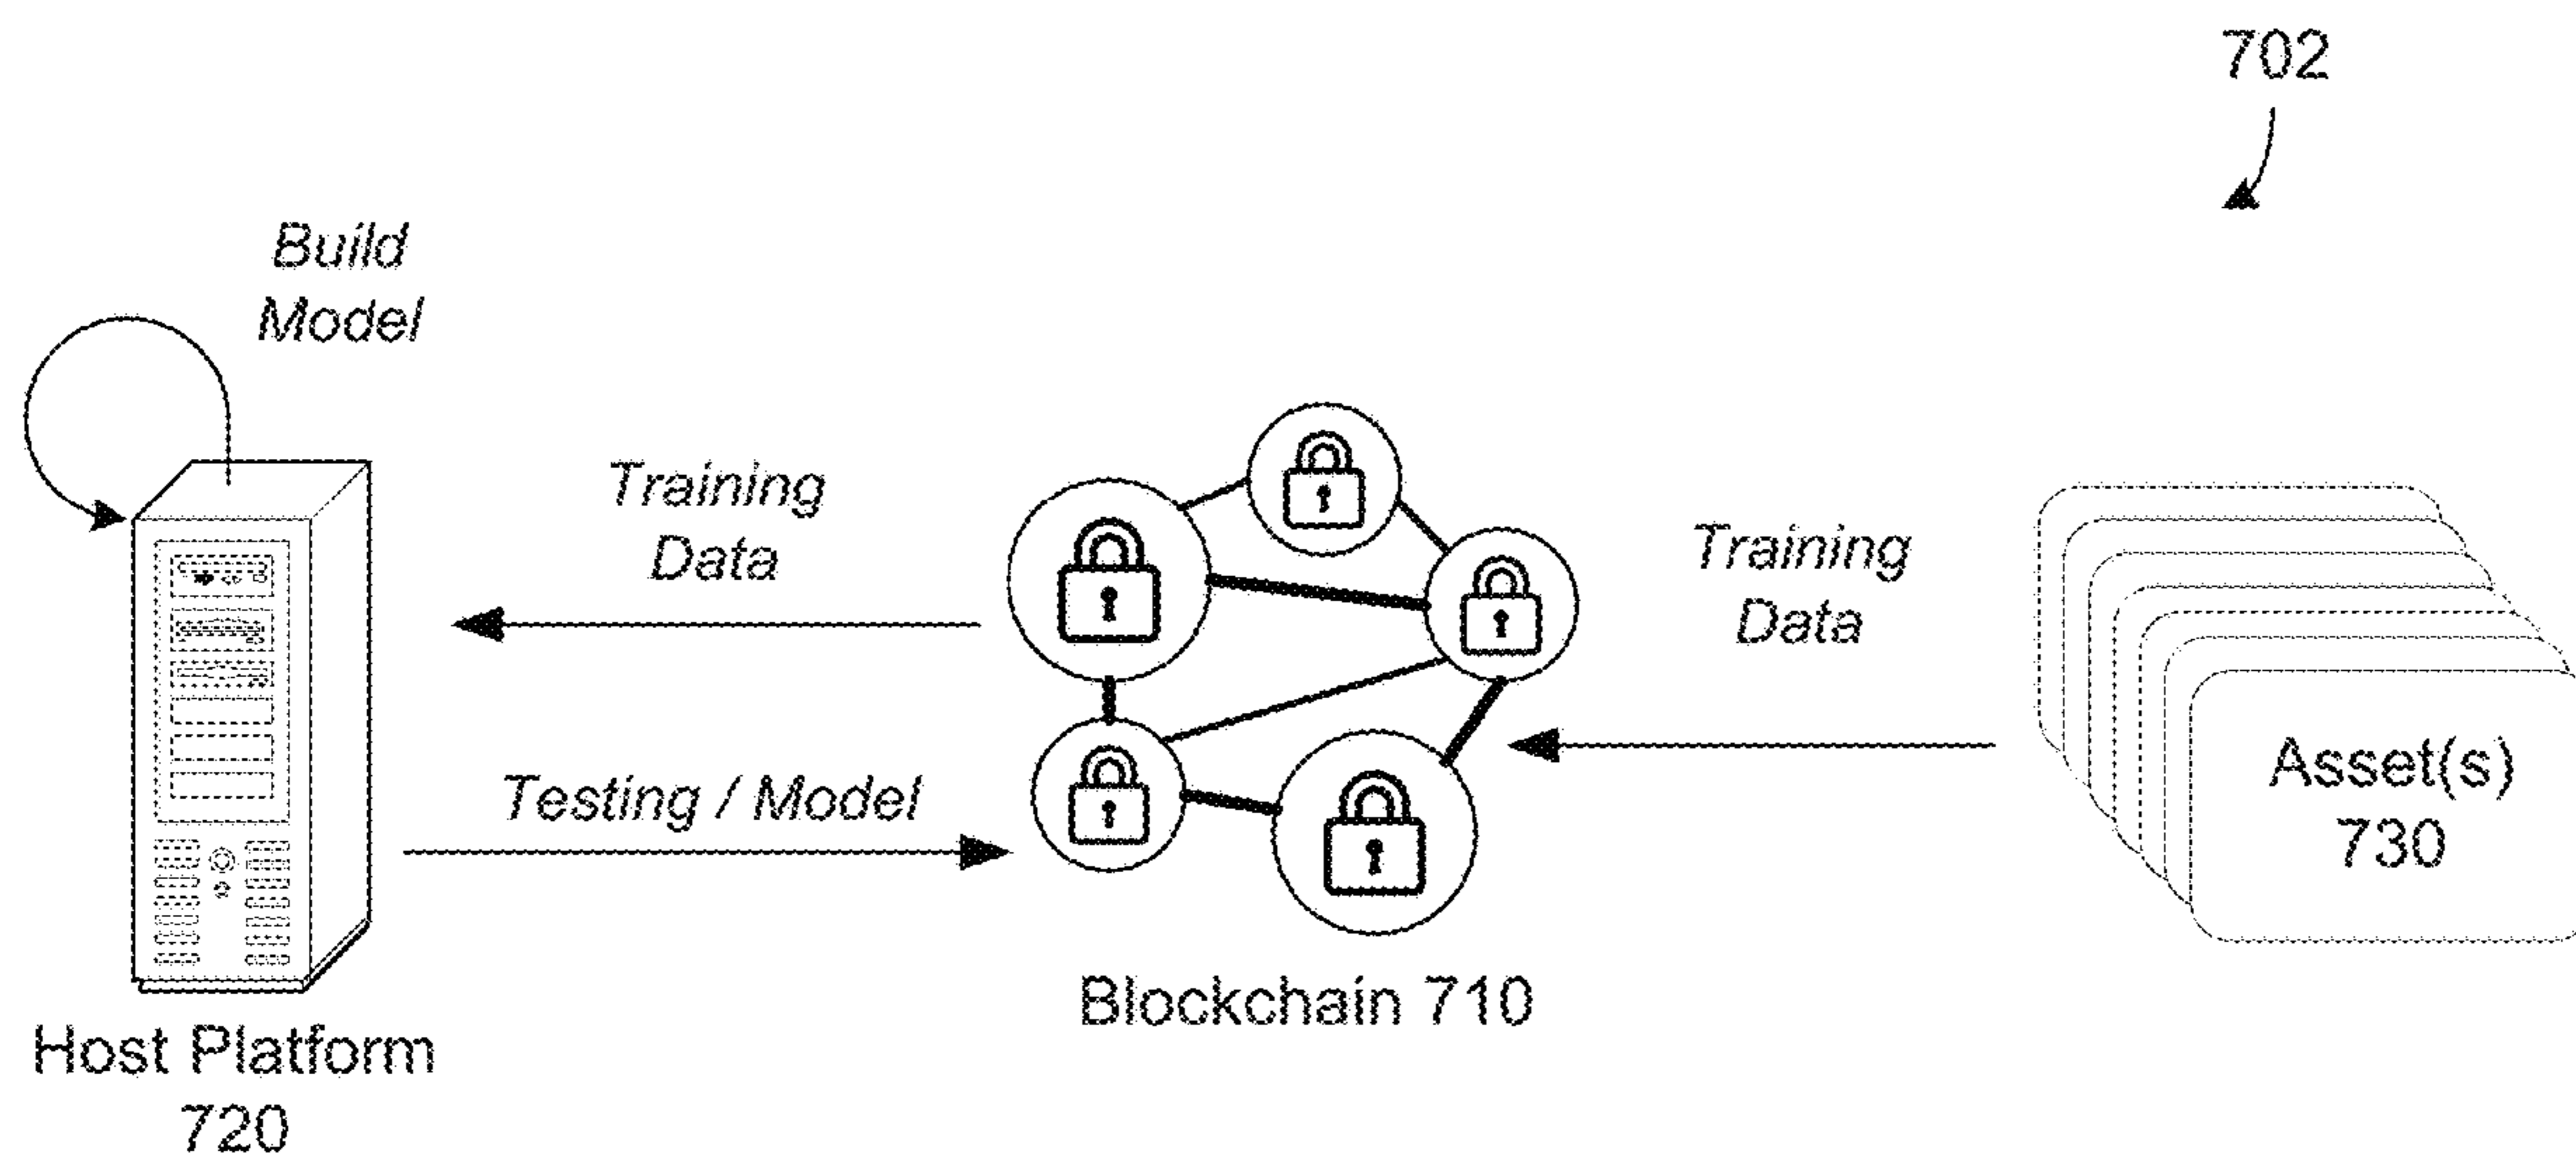 702
Build
Model
Training
Data
Training
Data
Testing / Model
Asset(s)
730
Blockchain 710
Host Platform
720